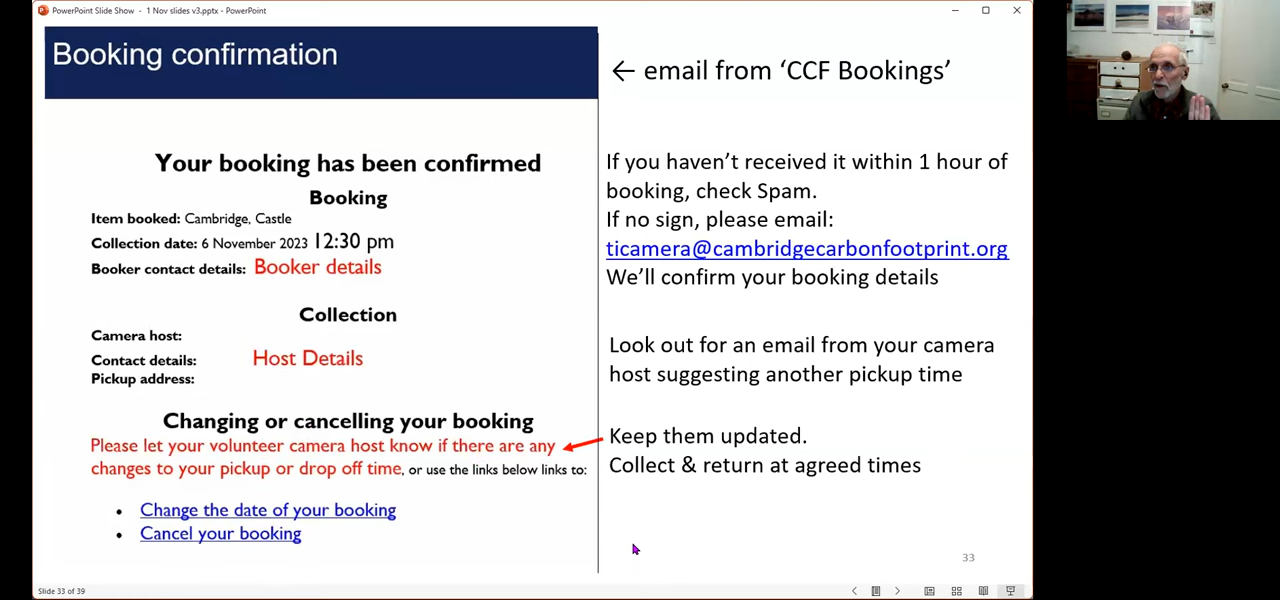 PowerPoint Slide Show - 1 Nov slides v3.pptx - PowerPoint
Booking confirmation
← email from ‘CCF Bookings’
Your booking has been confirmed
Booking
Item booked: Cambridge, Castle
Collection date: 6 November 2023 12:30 pm
Booker contact details: Booker details
Collection
Camera host:
Contact details: Host Details
Pickup address:
Changing or cancelling your booking
Please let your volunteer camera host know if there are any
changes to your pickup or drop off time, or use the links below links to:
• Change the date of your booking
• Cancel your booking
If you haven’t received it within 1 hour of
booking, check Spam.
If no sign, please email:
ticamera@cambridgecarbonfootprint.org
We’ll confirm your booking details
Look out for an email from your camera
host suggesting another pickup time
Keep them updated.
Collect & return at agreed times
33
Slide 33 of 39